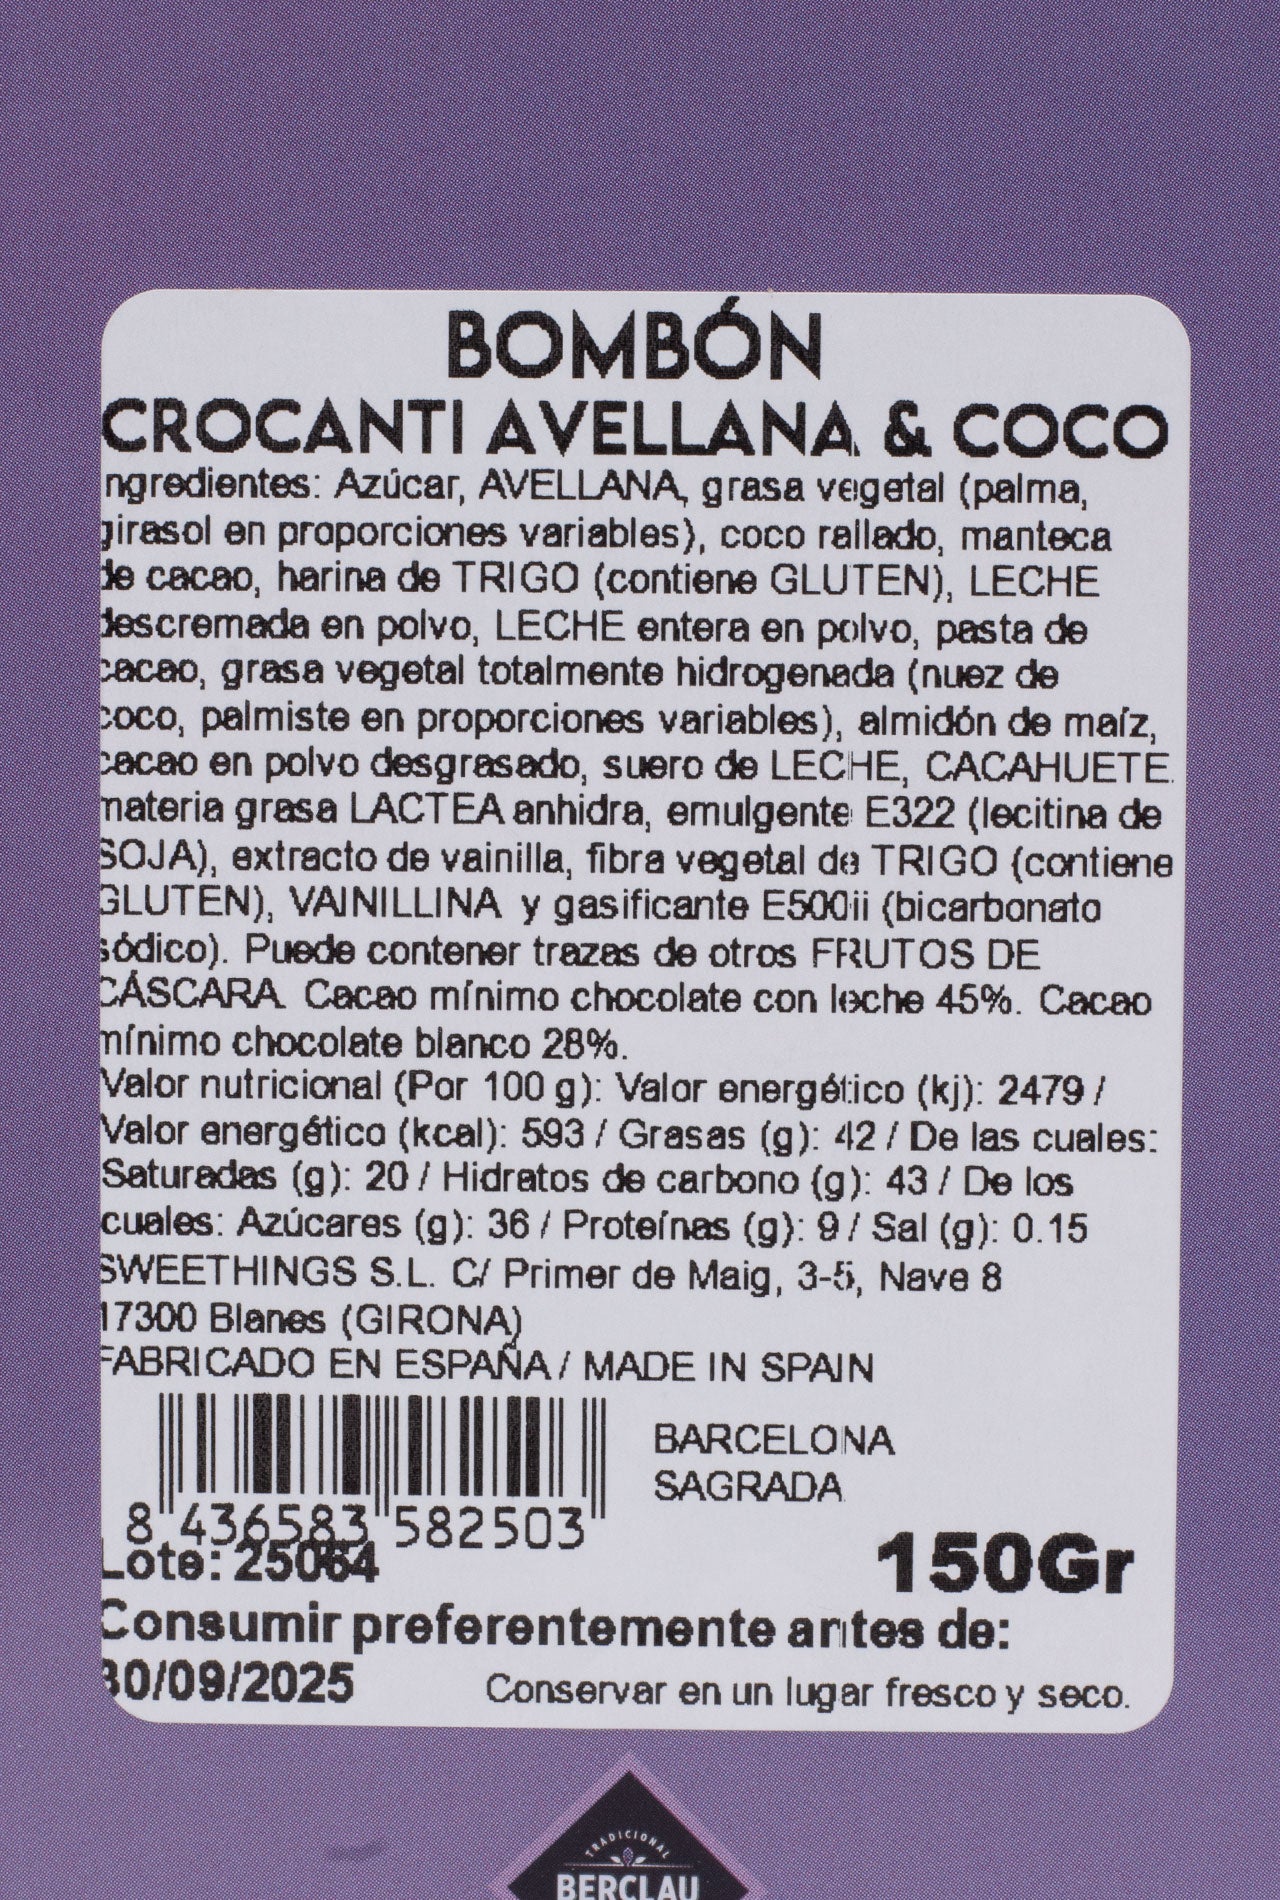 BOMBÓN
CROCANTI AVELLANA & COCO
Ingredientes: Azúcar, AVELLANA, grasa vegetal (palma,
girasol en proporciones variables), coco rallado, manteca
de cacao, harina de TRIGO (contiene GLUTEN), LECHE
descremada en polvo, LECHE entera en polvo, pasta de
cacao, grasa vegetal totalmente hidrogenada (nuez de
coco, palmiste en proporciones variables), almidón de maíz,
cacao en polvo desgrasado, suero de LECHE, CACAHUETE.
materia grasa LACTEA anhidra, emulgente E322 (lecitina de
SOJA), extracto de vainilla, fibra vegetal de TRIGO (contiene
GLUTEN), VAINILLINA y gasificante E500ii (bicarbonato
sódico). Puede contener trazas de otros FRUTOS DE
CÁSCARA. Cacao mínimo chocolate con leche 45%. Cacao
mínimo chocolate blanco 28%.
Valor nutricional (Por 100 g): Valor energético (kj): 2479 /
Valor energético (kcal): 593 / Grasas (g): 42 / De las cuales:
Saturadas (g): 20 / Hidratos de carbono (g): 43 / De los
cuales: Azúcares (g): 36 / Proteínas (g): 9 / Sal (g): 0.15
SWEETHINGS S.L. C/ Primer de Maig, 3-5, Nave 8
17300 Blanes (GIRONA)
FABRICADO EN ESPAÑA / MADE IN SPAIN
BARCELONA
SAGRADA
8 436583 582503
Lote: 25064
150Gr
Consumir preferentemente antes de:
30/09/2025
Conservar en un lugar fresco y seco.
TRADICIONAL
BERCLAU